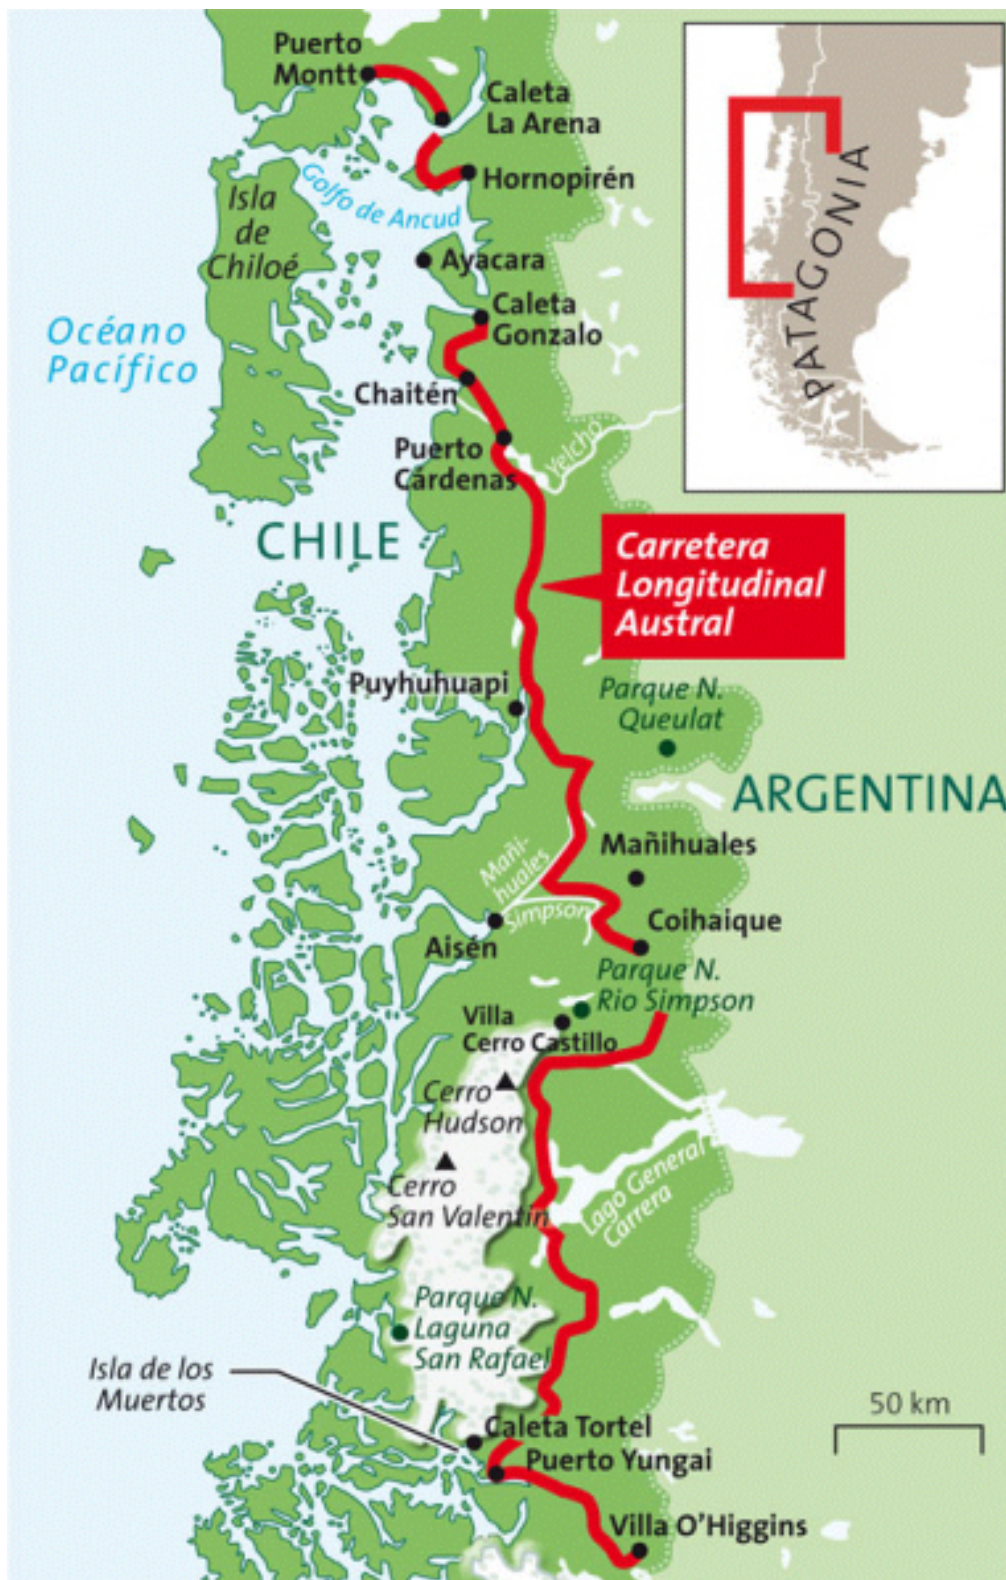 Puerto
Montt
Caleta
La Arena
Hornopirén
Golfo de Ancud
Isla
de
Chiloé
Ayacara
Caleta
Gonzalo
Océano
Pacífico
Chaitén
Puerto
Cárdenas
Yelcho
PATAGONIA
CHILE
Carretera
Longitudinal
Austral
Puyhuhuapi
Parque N.
Queulat
ARGENTINA
Mañihuales
Mañi-
huales
Simpson
Coihaique
Aisén
Parque N.
Rio Simpson
Villa
Cerro Castillo
Cerro
Hudson
Cerro
San Valentín
Lago General
Carrera
Parque N.
Laguna
San Rafael
Isla de los
Muertos
50 km
Caleta Tortel
Puerto Yungai
Villa O'Higgins